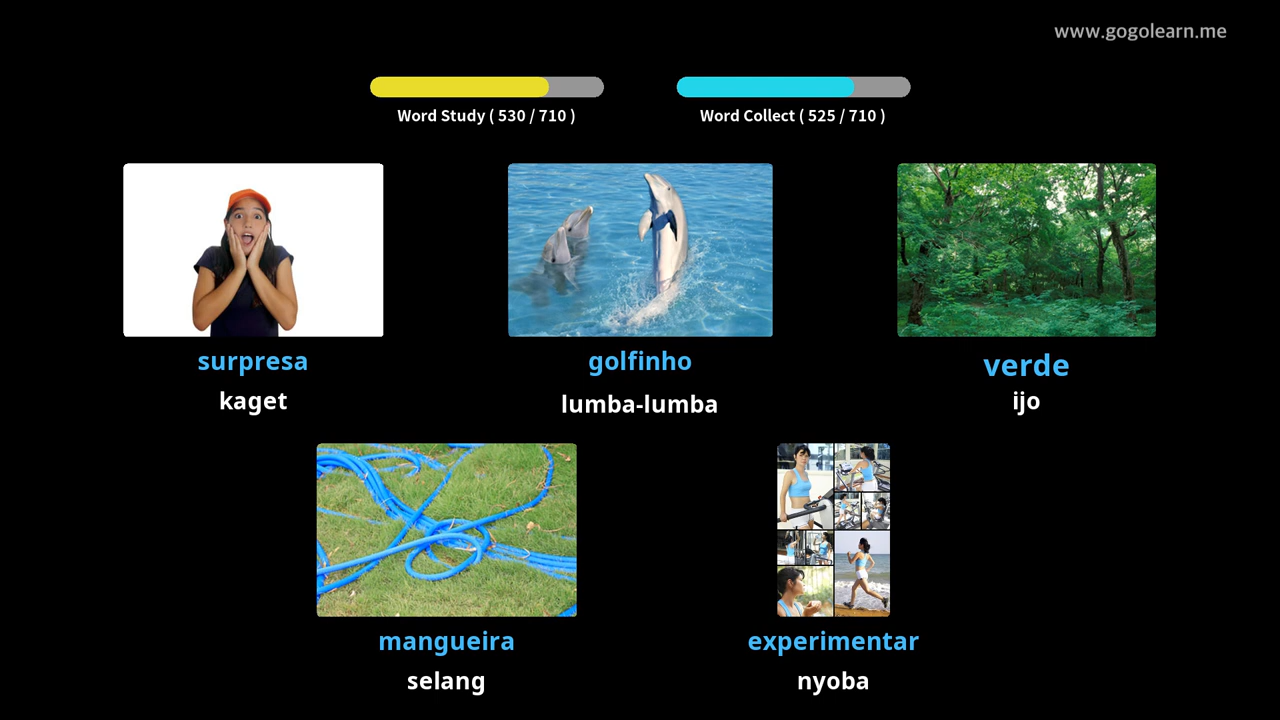 www.gogolearn.me
Word Study ( 530 / 710 )
Word Collect ( 525 / 710 )
surpresa
kaget
golfinho
lumba-lumba
verde
ijo
mangueira
selang
experimentar
nyoba